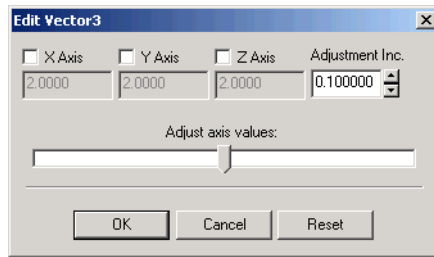 Edit Vector3
X Axis Y Axis Z Axis Adjustment Inc.
2.0000 2.0000 2.0000 0.100000
Adjust axis values:
OK Cancel Reset